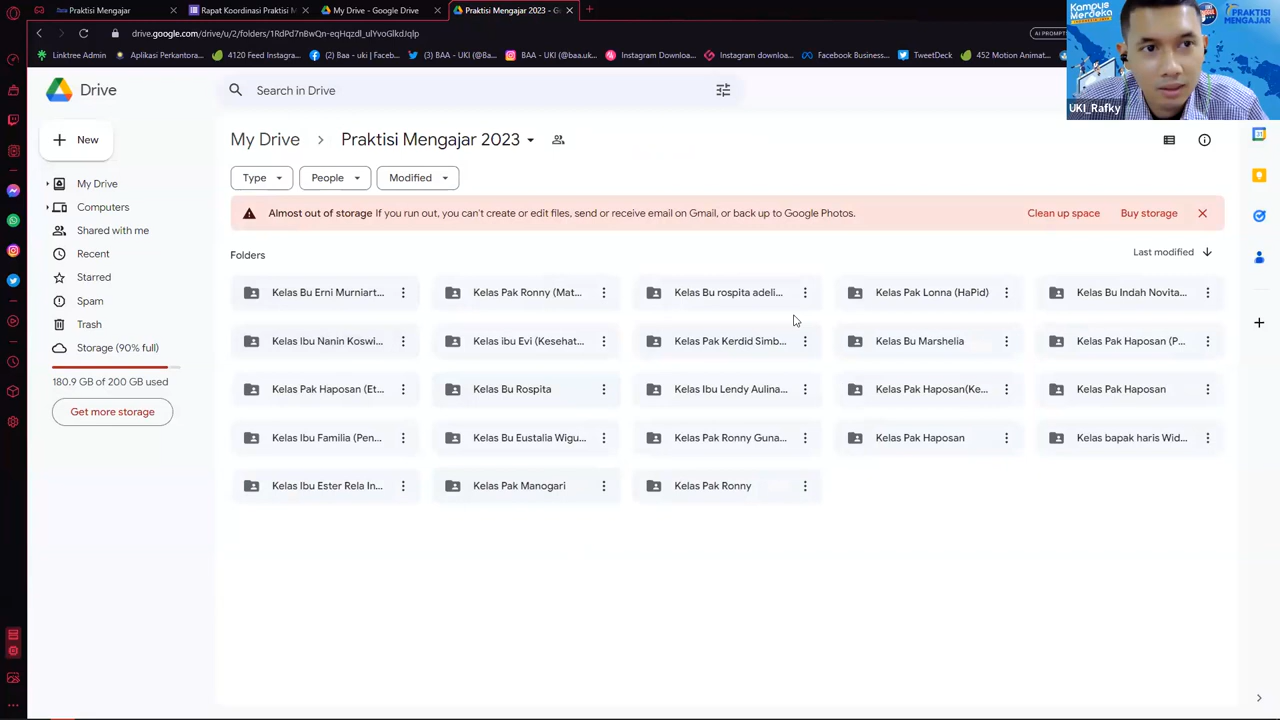 Praktisi Mengajar
Rapat Koordinasi Praktisi M
My Drive - Google Drive
Praktisi Mengajar 2023 -
drive.google.com/drive/u/2/folders/
AI PROMPTS
Linktree Admin
Aplikasi Perkantora...
4120 Feed Instagra...
(2) Baa - uki | Faceb...
(3) BAA - UKI (@Ba...
BAA - UKI (@baa.uk...
Instagram Downloa...
Instagram downloa...
Facebook Business...
TweetDeck
452 Motion Animat...
Kampus
Merdeka
INDONESIA JAYA
PRAKTISI
MENGAJAR
UKI_Rafky
Drive
Search in Drive
New
My Drive
Computers
Shared with me
Recent
Starred
Spam
Trash
Storage (90% full)
180.9 GB of 200 GB used
Get more storage
My Drive
Praktisi Mengajar 2023
Type
People
Modified
Almost out of storage If you run out, you can't create or edit files, send or receive email on Gmail, or back up to Google Photos.
Clean up space
Buy storage
Folders
Last modified
Kelas Bu Erni Murniart...
Kelas Pak Ronny (Mat...
Kelas Bu rospita adeli...
Kelas Pak Lonna (HaPid)
Kelas Bu Indah Novita...
Kelas Ibu Nanin Koswi...
Kelas ibu Evi (Kesehat...
Kelas Pak Kerdid Simb...
Kelas Bu Marshelia
Kelas Pak Haposan (P...
Kelas Pak Haposan (Et...
Kelas Bu Rospita
Kelas Ibu Lendy Aulina...
Kelas Pak Haposan(Ke...
Kelas Pak Haposan
Kelas Ibu Familia (Pen...
Kelas Bu Eustalia Wigu...
Kelas Pak Ronny Guna...
Kelas Pak Haposan
Kelas bapak haris Wid...
Kelas Ibu Ester Rela In...
Kelas Pak Manogari
Kelas Pak Ronny